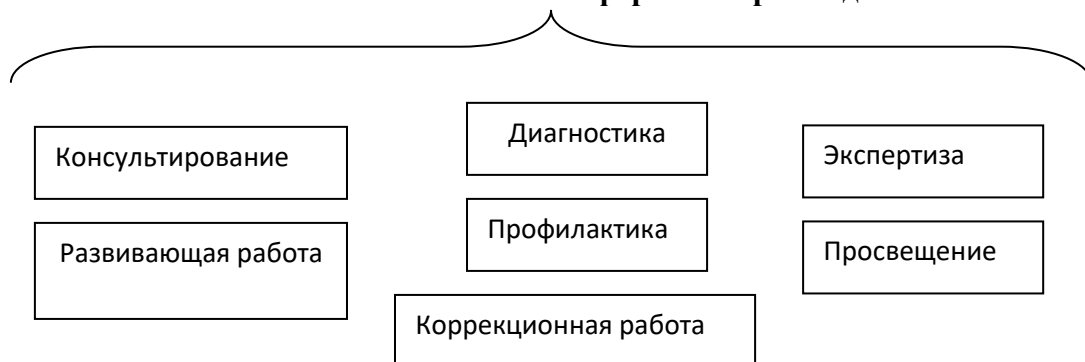 Консультирование
Диагностика
Экспертиза
Развивающая работа
Профилактика
Просвещение
Коррекционная работа